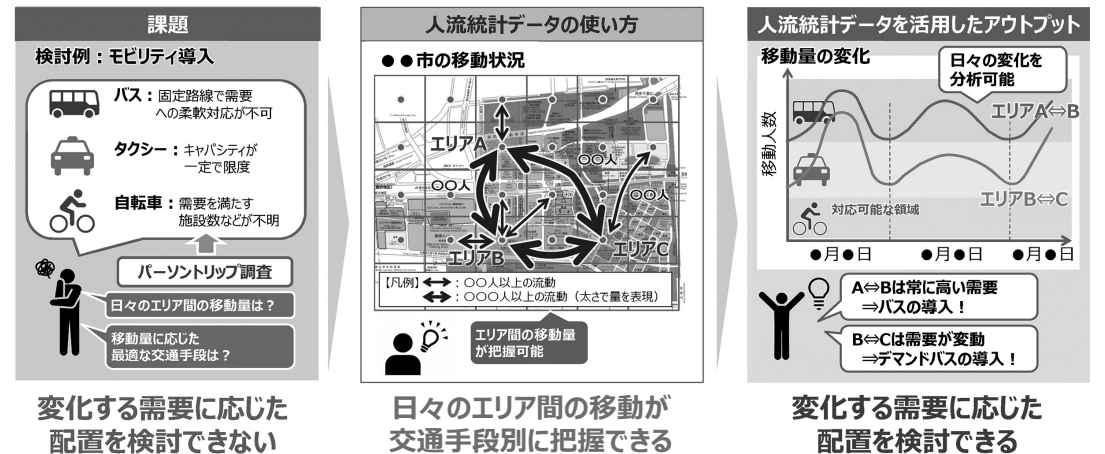 課題
検討例：モビリティ導入
バス：固定路線で需要
への柔軟対応が不可
タクシー：キャパシティが
一定で限度
自転車：需要を満たす
施設数などが不明
パーソントリップ調査
日々のエリア間の移動量は？
移動量に応じた
最適な交通手段は？
変化する需要に応じた
配置を検討できない
人流統計データの使い方
●●市の移動状況
エリアA
〇〇人
〇〇人
〇〇人
エリアB
エリアC
【凡例】 ：〇〇人以上の流動
：〇〇〇人以上の流動（太さで量を表現）
エリア間の移動量
が把握可能
日々のエリア間の移動が
交通手段別に把握できる
人流統計データを活用したアウトプット
移動量の変化
日々の変化を
分析可能
移動人数
エリアA⇔B
エリアB⇔C
対応可能な領域
●月●日 ●月●日 ●月●日
A⇔Bは常に高い需要
⇒バスの導入！
B⇔Cは需要が変動
⇒デマンドバスの導入！
変化する需要に応じた
配置を検討できる